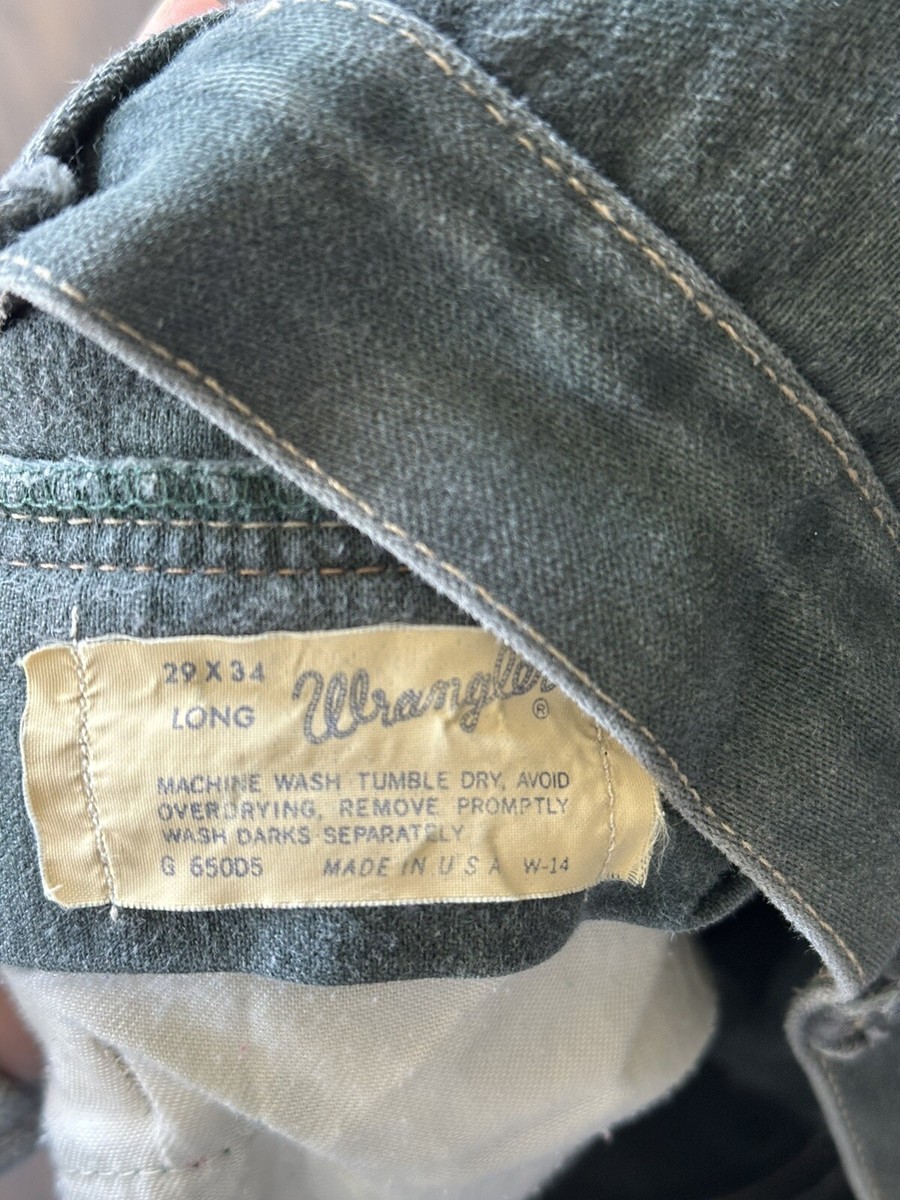 29 X 34
LONG
Wrangler
®
MACHINE WASH TUMBLE DRY, AVOID
OVERDRYING, REMOVE PROMPTLY
WASH DARKS SEPARATELY
G 650D5 MADE IN U S A W-14